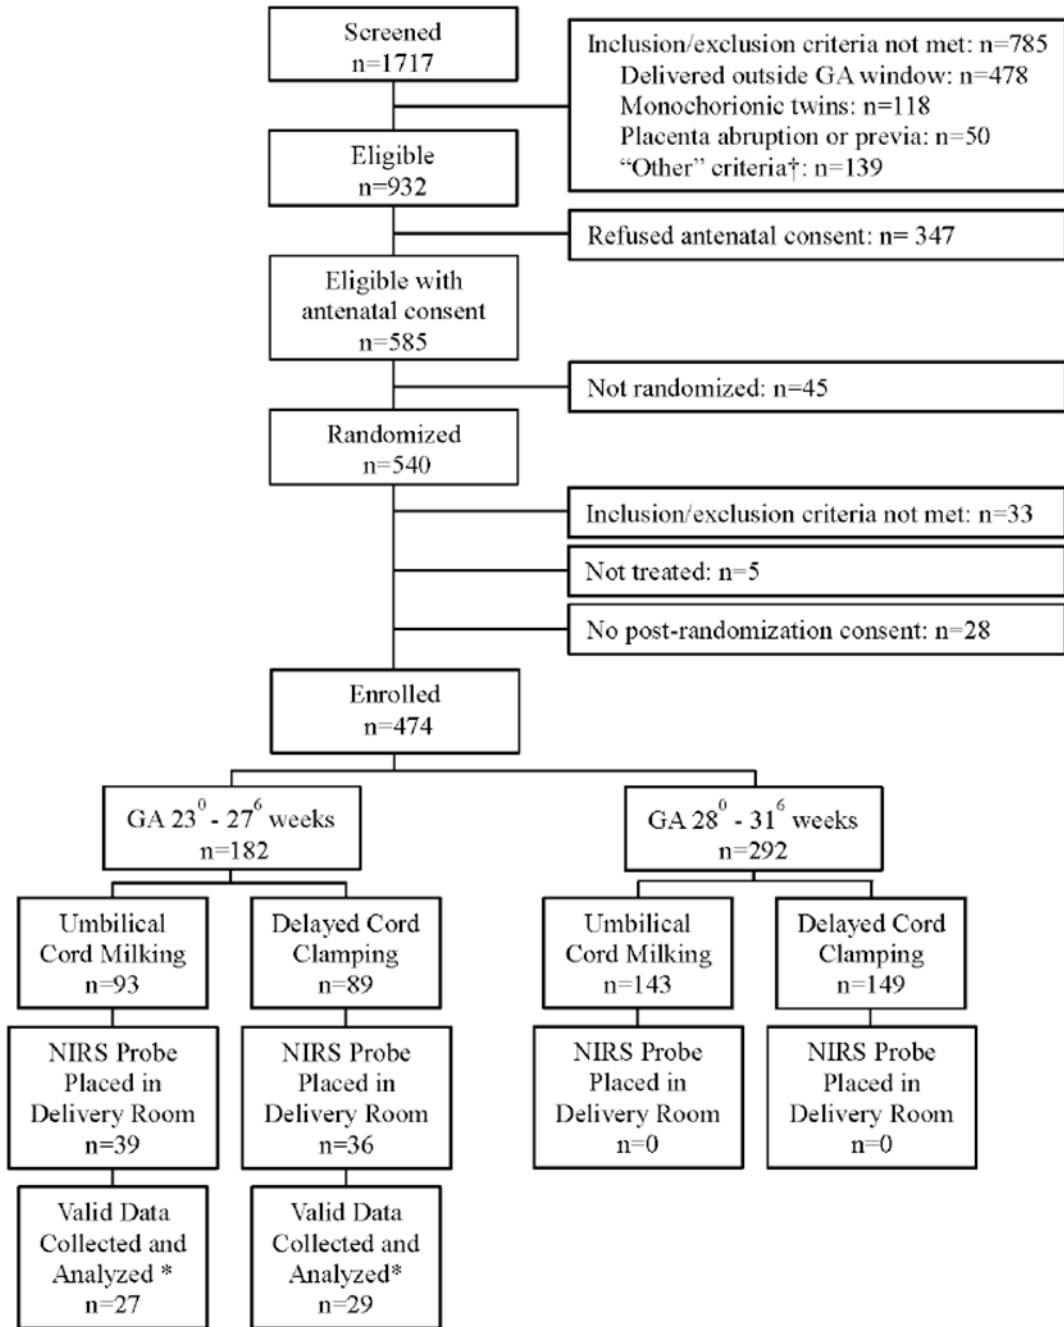 Screened
n=1717
Inclusion/exclusion criteria not met: n=785
Delivered outside GA window: n=478
Monochorionic twins: n=118
Placenta abruption or previa: n=50
“Other” criteria†: n=139
Eligible
n=932
Refused antenatal consent: n= 347
Eligible with
antenatal consent
n=585
Not randomized: n=45
Randomized
n=540
Inclusion/exclusion criteria not met: n=33
Not treated: n=5
No post-randomization consent: n=28
Enrolled
n=474
GA 23⁰ - 27⁶ weeks
n=182
GA 28⁰ - 31⁶ weeks
n=292
Umbilical
Cord Milking
n=93
Delayed Cord
Clamping
n=89
Umbilical
Cord Milking
n=143
Delayed Cord
Clamping
n=149
NIRS Probe
Placed in
Delivery Room
n=39
NIRS Probe
Placed in
Delivery Room
n=36
NIRS Probe
Placed in
Delivery Room
n=0
NIRS Probe
Placed in
Delivery Room
n=0
Valid Data
Collected and
Analyzed *
n=27
Valid Data
Collected and
Analyzed*
n=29